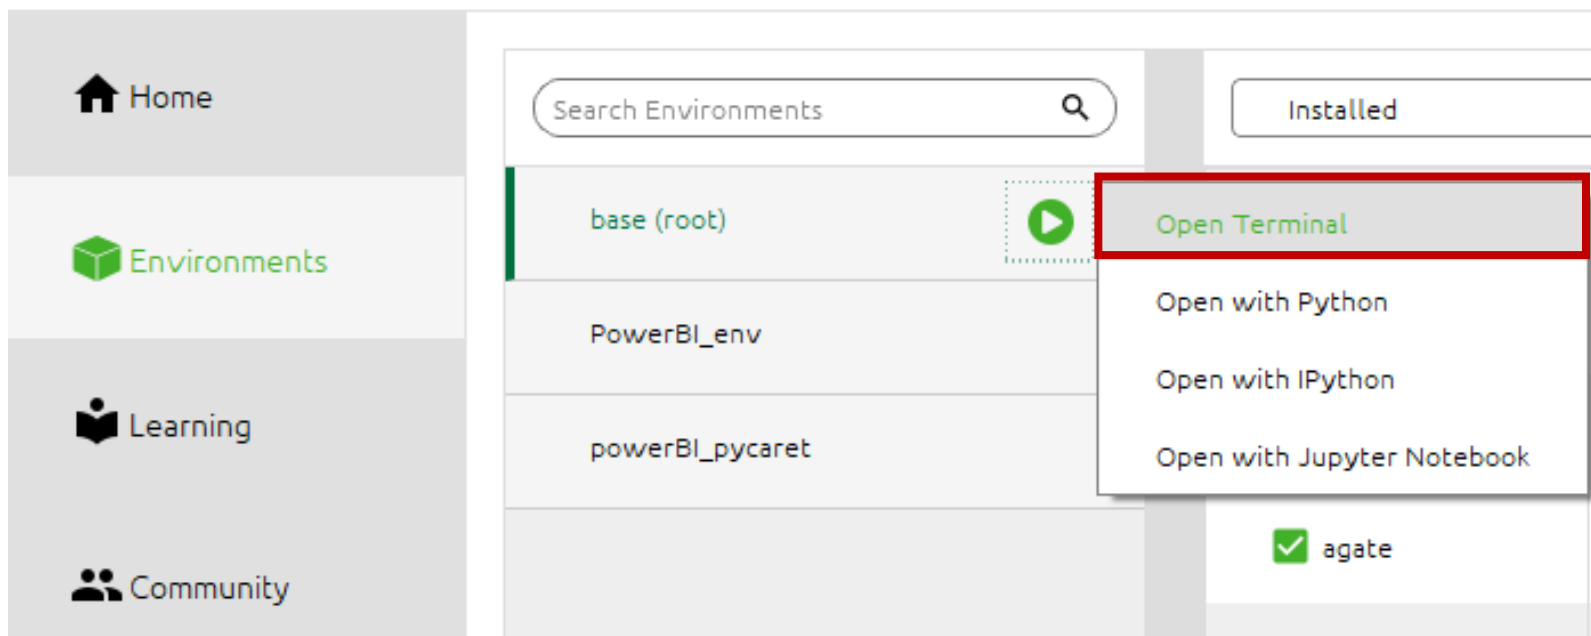 Home
Environments
Learning
Community
Search Environments
base (root)
PowerBI_env
powerBI_pycaret
Installed
Open Terminal
Open with Python
Open with IPython
Open with Jupyter Notebook
agate